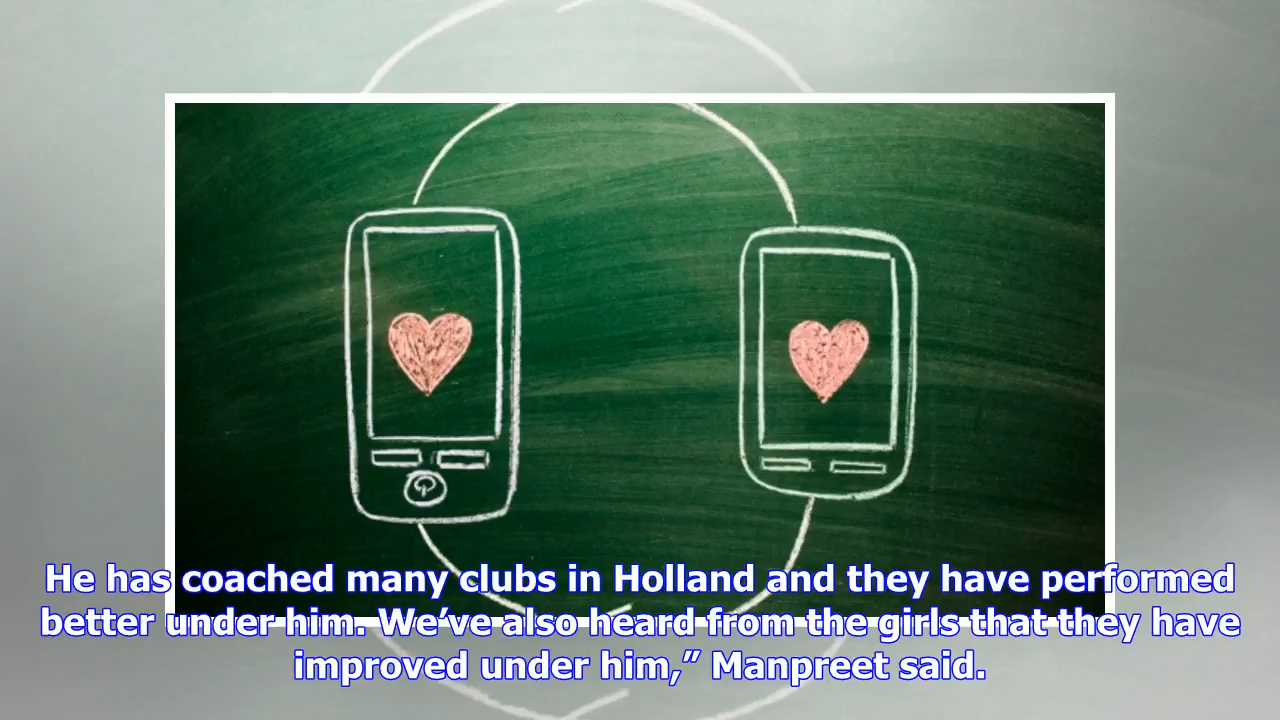 He has coached many clubs in Holland and they have performed
better under him. We’ve also heard from the girls that they have
improved under him,” Manpreet said.